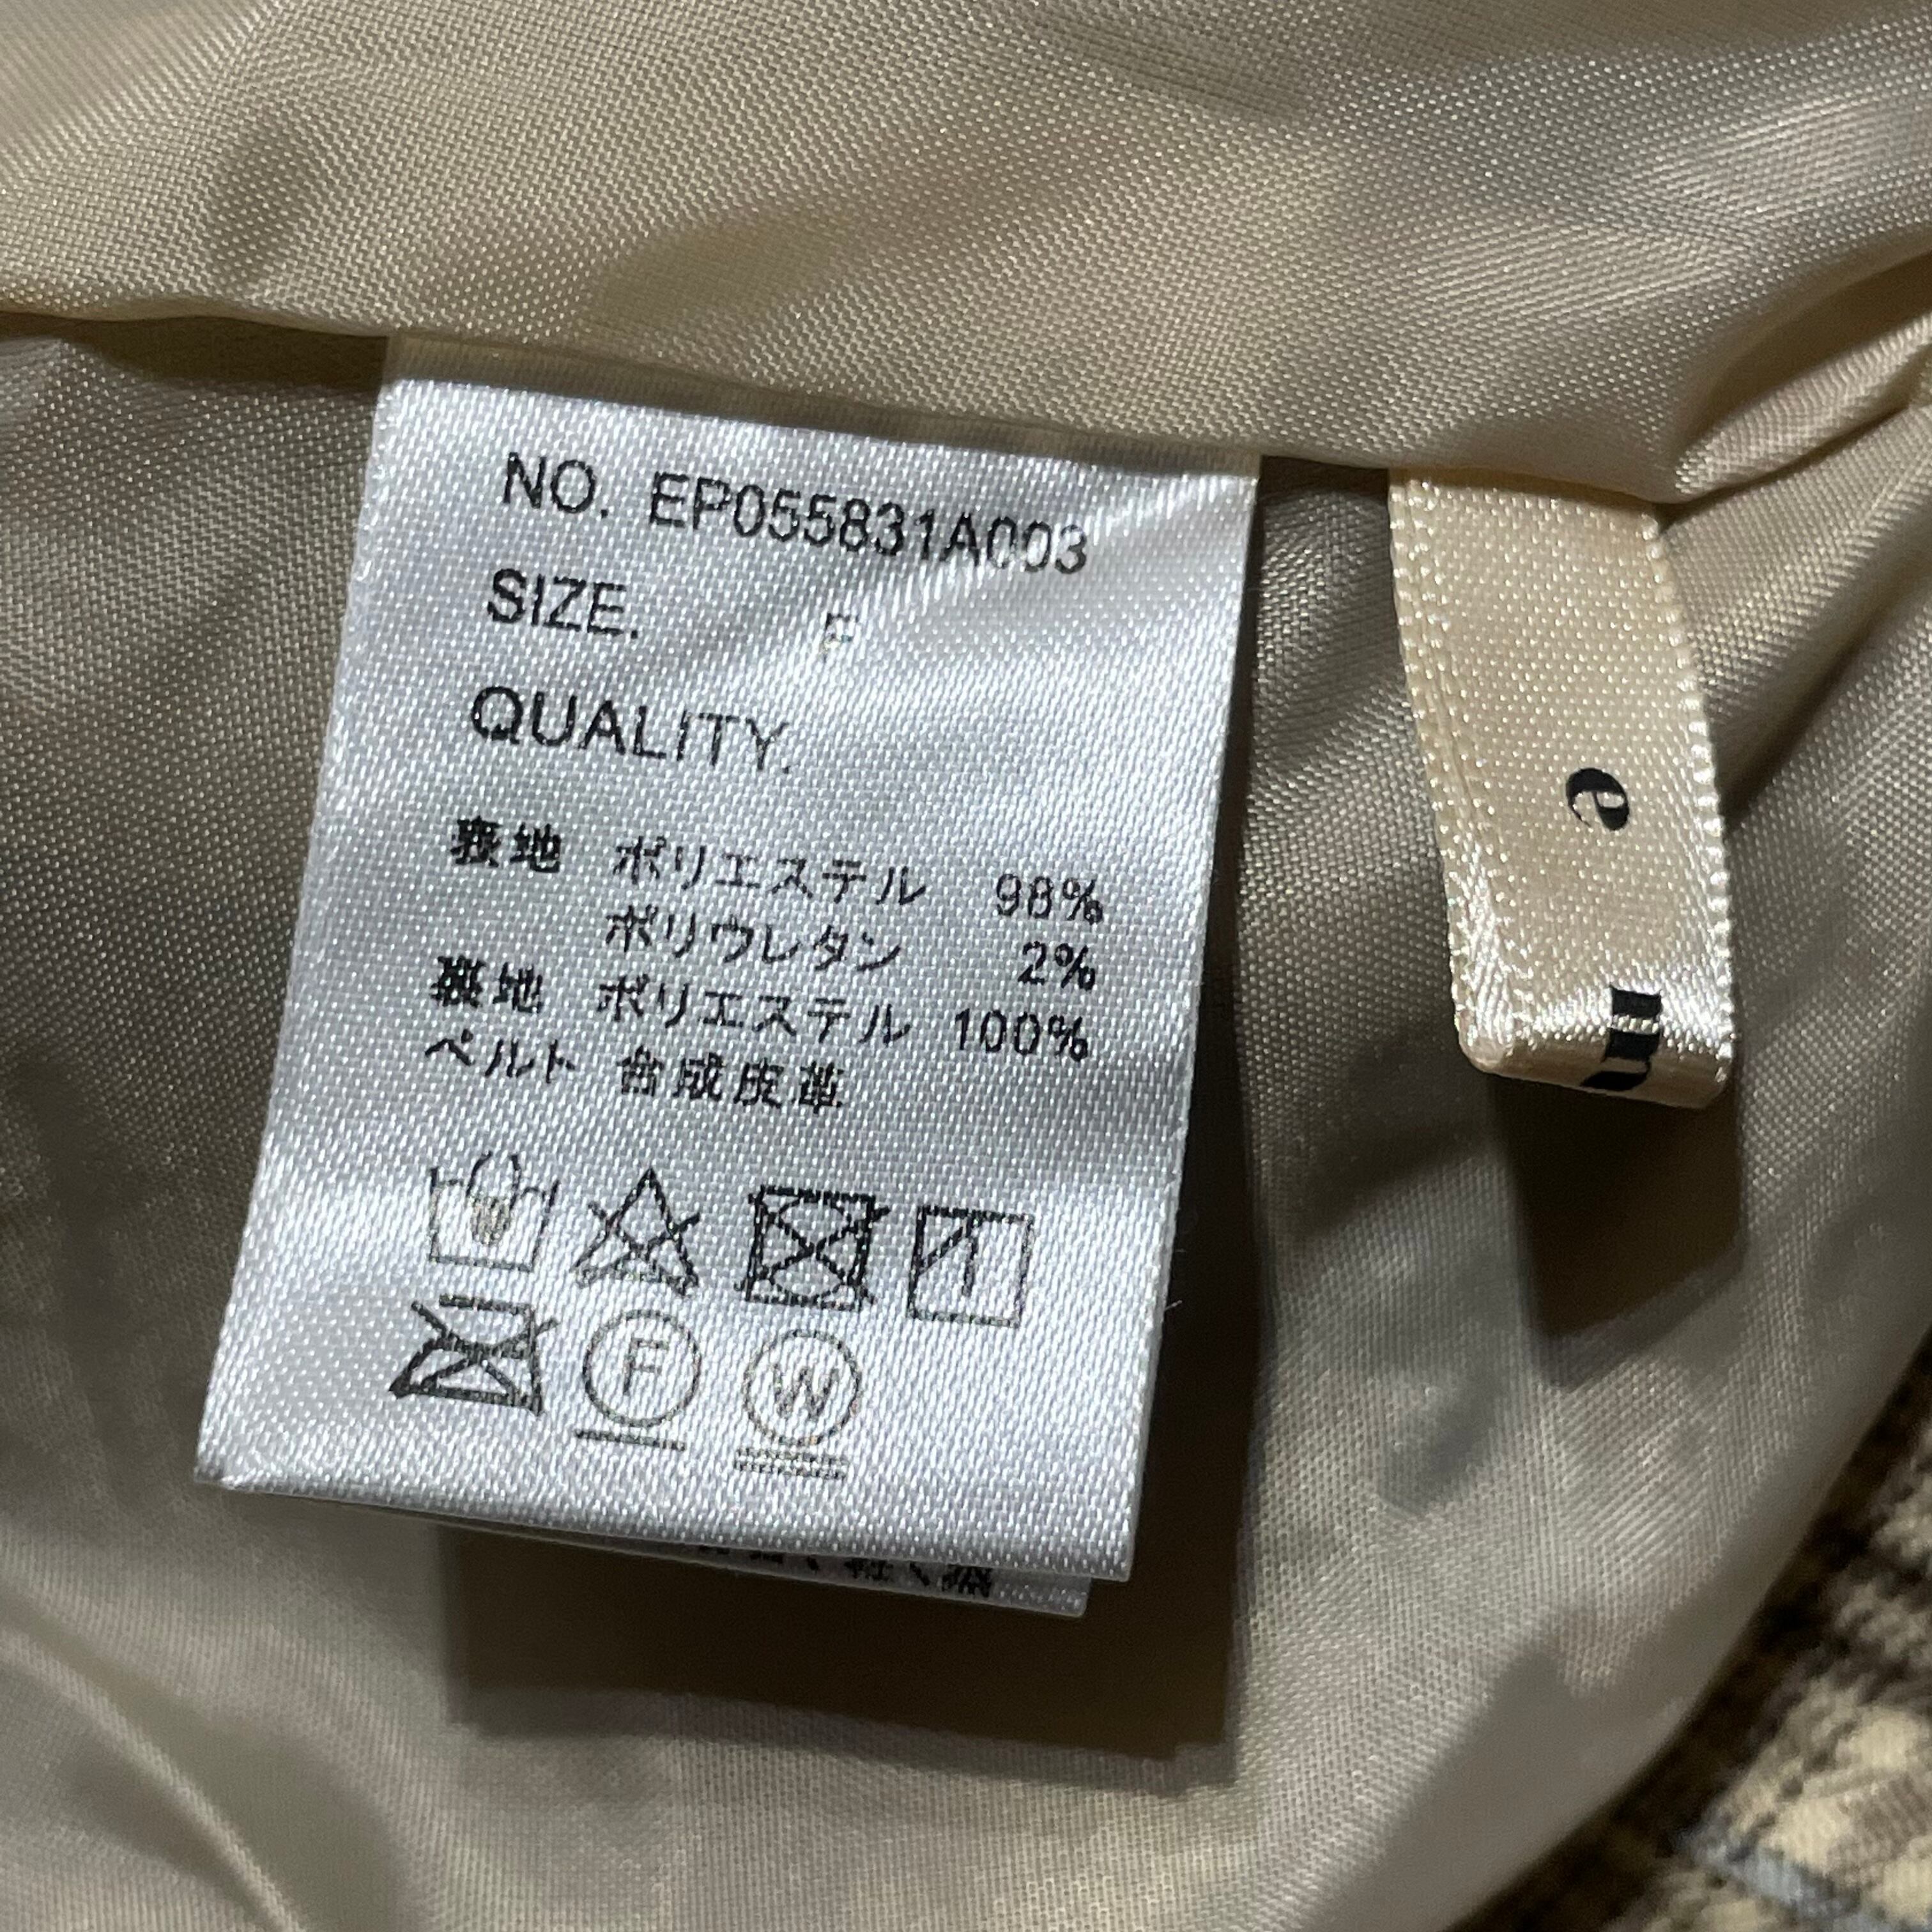 NO. EP055831A003
SIZE. F
QUALITY.
表地 ポリエステル 98%
ポリウレタン 2%
裏地 ポリエステル 100%
ベルト 合成皮革
F
W
e
m